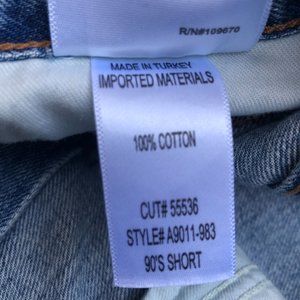 R/N#109670
MADE IN TURKEY
IMPORTED MATERIALS
100% COTTON
CUT# 55536
STYLE# A9011-983
90'S SHORT